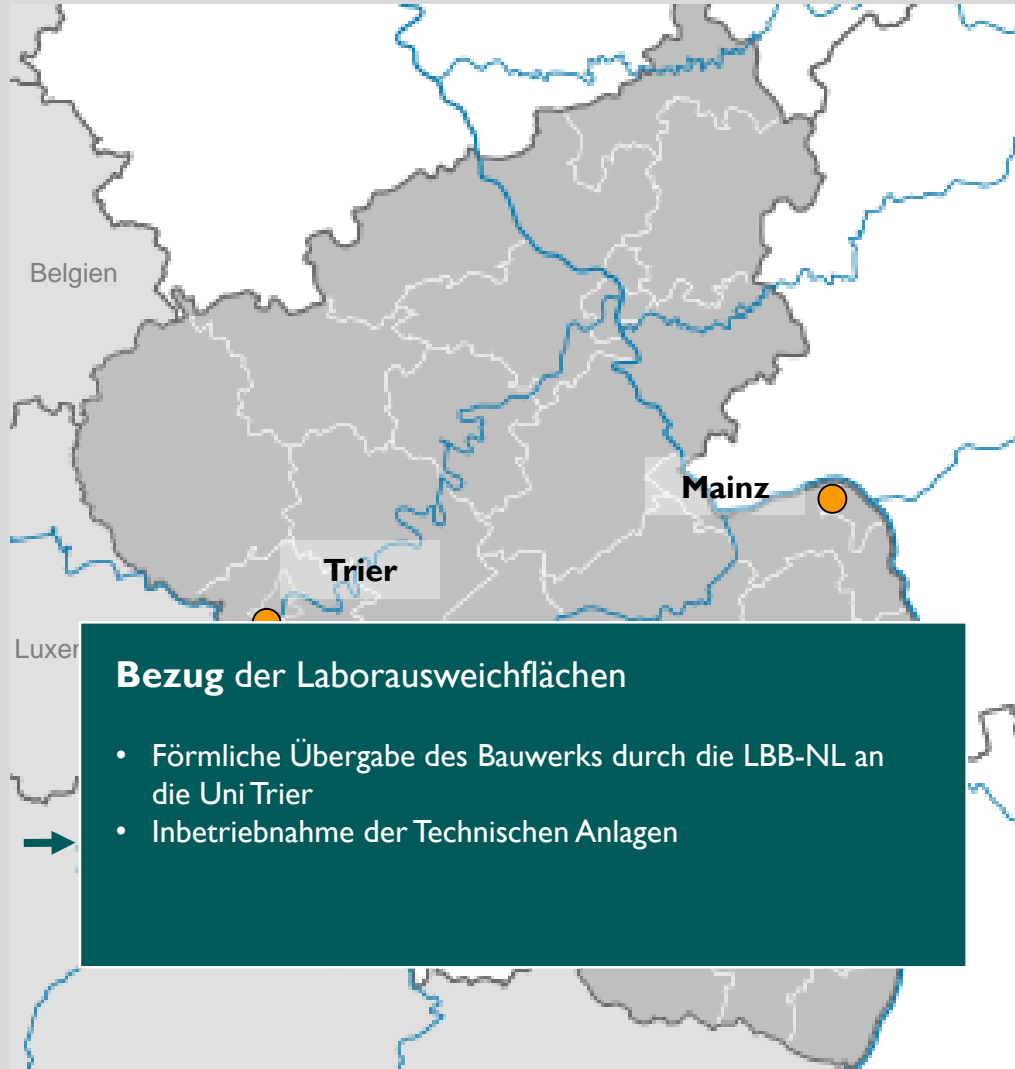 Belgien
Mainz
Trier
Luxer
Bezug der Laborausweichflächen
• Förmliche Übergabe des Bauwerks durch die LBB-NL an
die Uni Trier
• Inbetriebnahme der Technischen Anlagen